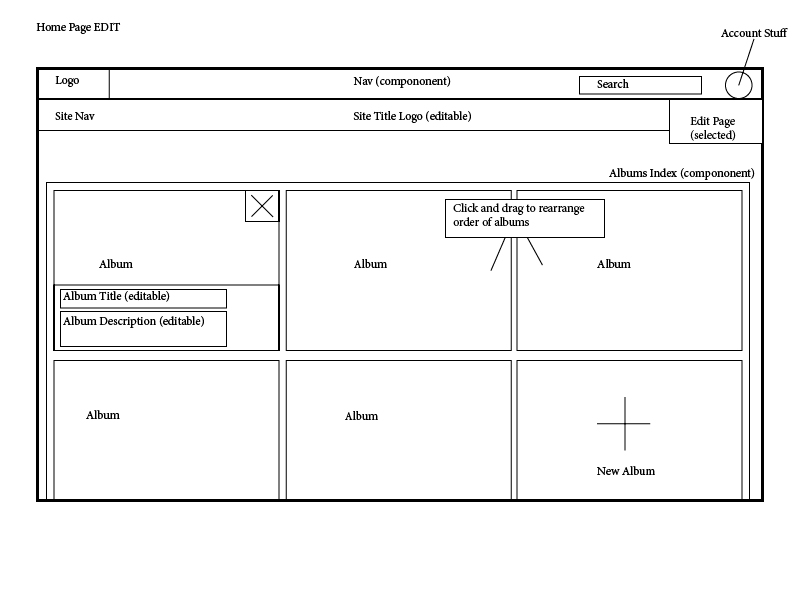 Home Page EDIT
Account Stuff
Logo
Nav (compononent)
Search
Site Nav
Site Title Logo (editable)
Edit Page
(selected)
Albums Index (compononent)
Click and drag to rearrange
order of albums
Album
Album
Album
Album Title (editable)
Album Description (editable)
Album
Album
New Album